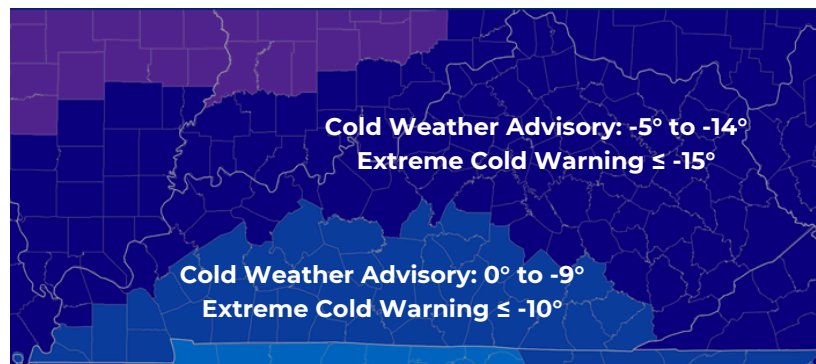 Cold Weather Advisory: -5° to -14°
Extreme Cold Warning ≤ -15°
Cold Weather Advisory: 0° to -9°
Extreme Cold Warning ≤ -10°